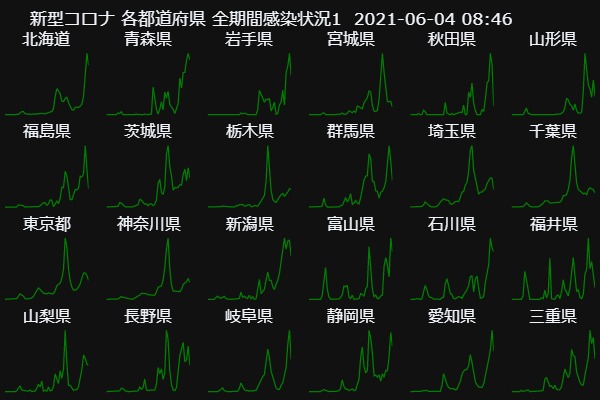 新型コロナ 各都道府県 全期間感染状況1 2021-06-04 08:46
北海道 青森県 岩手県 宮城県 秋田県 山形県
福島県 茨城県 栃木県 群馬県 埼玉県 千葉県
東京都 神奈川県 新潟県 富山県 石川県 福井県
山梨県 長野県 岐阜県 静岡県 愛知県 三重県